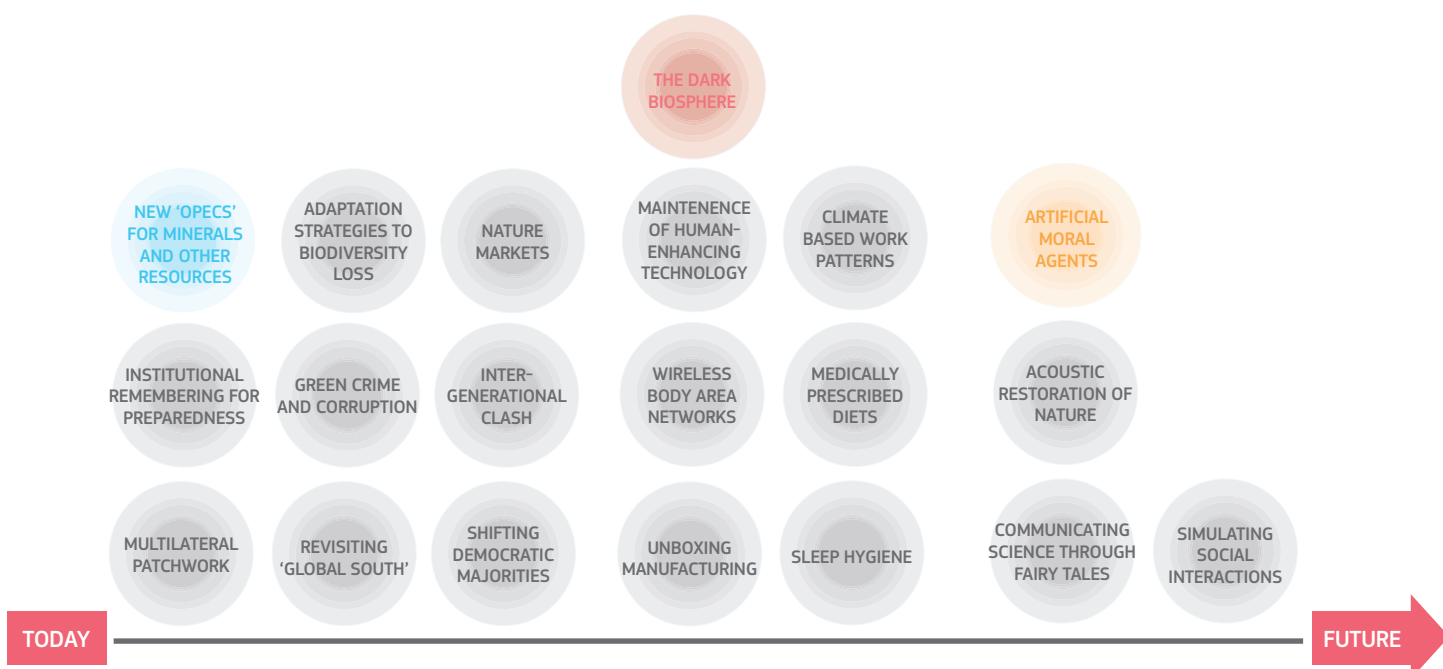 THE DARK
BIOSPHERE
NEW ‘OPECS’
FOR MINERALS
AND OTHER
RESOURCES
ADAPTATION
STRATEGIES TO
BIODIVERSITY
LOSS
NATURE
MARKETS
MAINTENENCE
OF HUMAN-
ENHANCING
TECHNOLOGY
CLIMATE
BASED WORK
PATTERNS
ARTIFICIAL
MORAL
AGENTS
INSTITUTIONAL
REMEMBERING FOR
PREPAREDNESS
GREEN CRIME
AND CORRUPTION
INTER-
GENERATIONAL
CLASH
WIRELESS
BODY AREA
NETWORKS
MEDICALLY
PRESCRIBED
DIETS
ACOUSTIC
RESTORATION OF
NATURE
MULTILATERAL
PATCHWORK
REVISITING
‘GLOBAL SOUTH’
SHIFTING
DEMOCRATIC
MAJORITIES
UNBOXING
MANUFACTURING
SLEEP HYGIENE
COMMUNICATING
SCIENCE THROUGH
FAIRY TALES
SIMULATING
SOCIAL
INTERACTIONS
TODAY
FUTURE